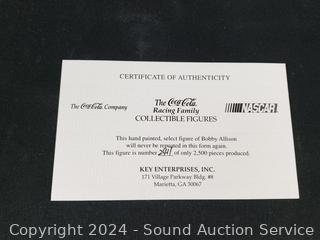 CERTIFICATE OF AUTHENTICITY
The Coca-Cola Company
The Coca-Cola
Racing Family
COLLECTIBLE FIGURES
NASCAR
This hand painted, select figure of Bobby Allison
will never be repeated in this form again.
This figure is number of only 2,500 pieces produced.
KEY ENTERPRISES, INC.
171 Village Parkway Bldg. #8
Marietta, GA 30067
Copyright 2024 - Sound Auction Service